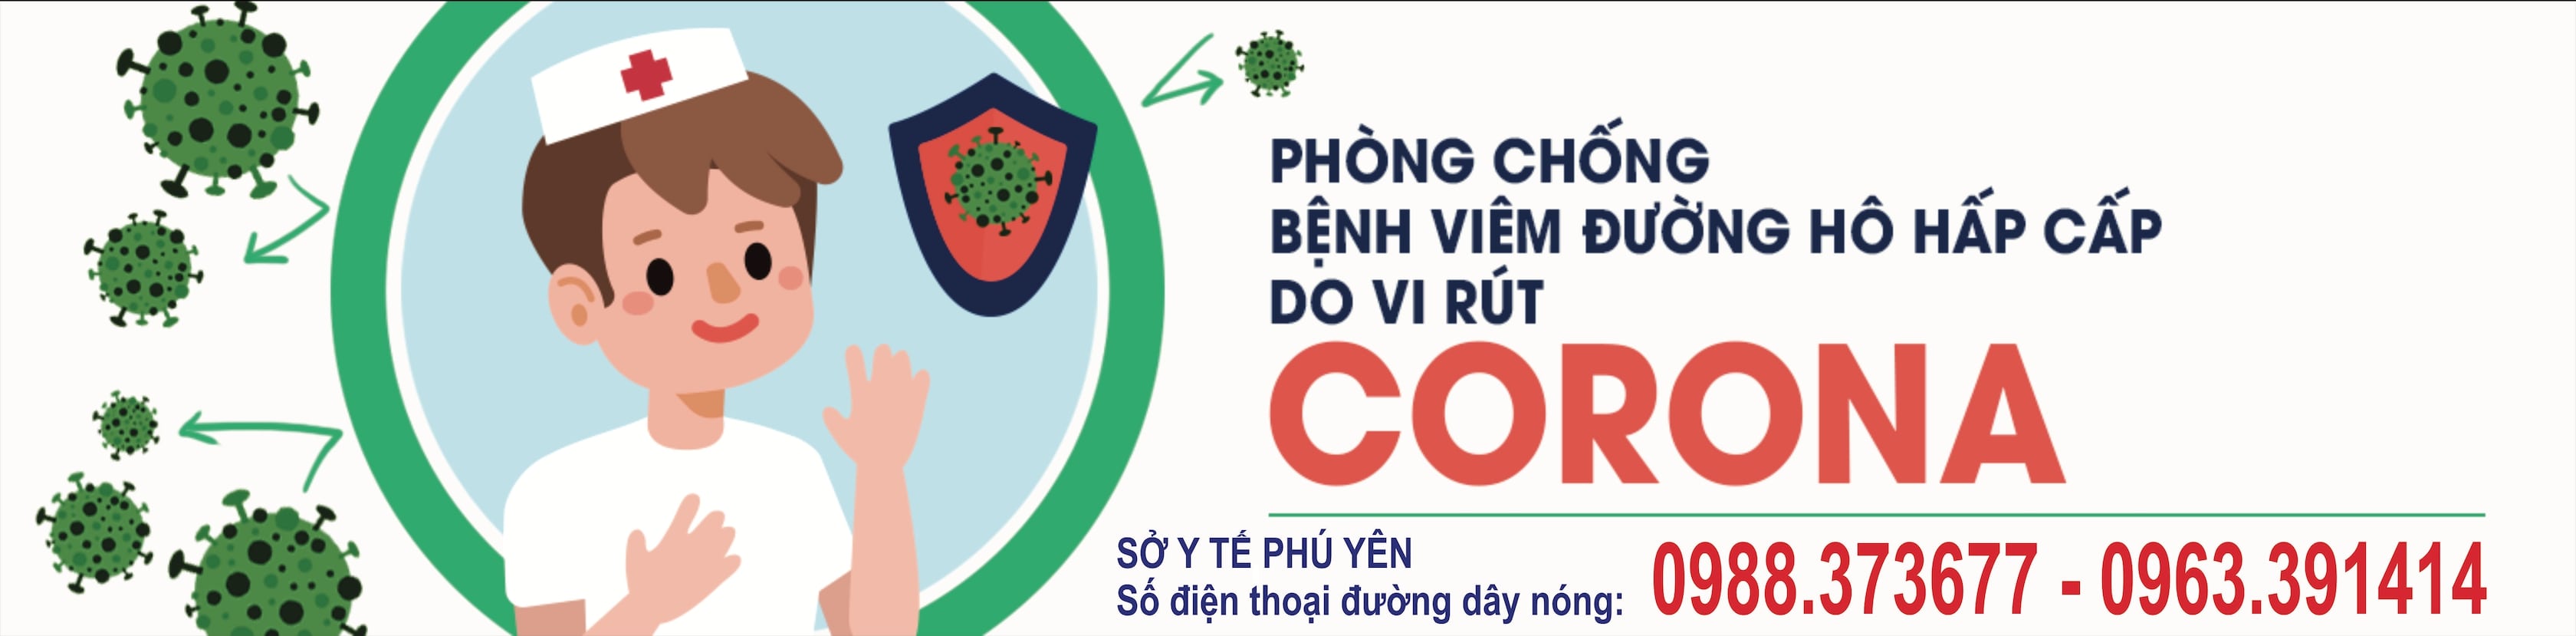 PHÒNG CHỐNG
BỆNH VIÊM ĐƯỜNG HÔ HẤP CẤP
DO VI RÚT
CORONA
SỞ Y TẾ PHÚ YÊN
Số điện thoại đường dây nóng: 0988.373677 - 0963.391414